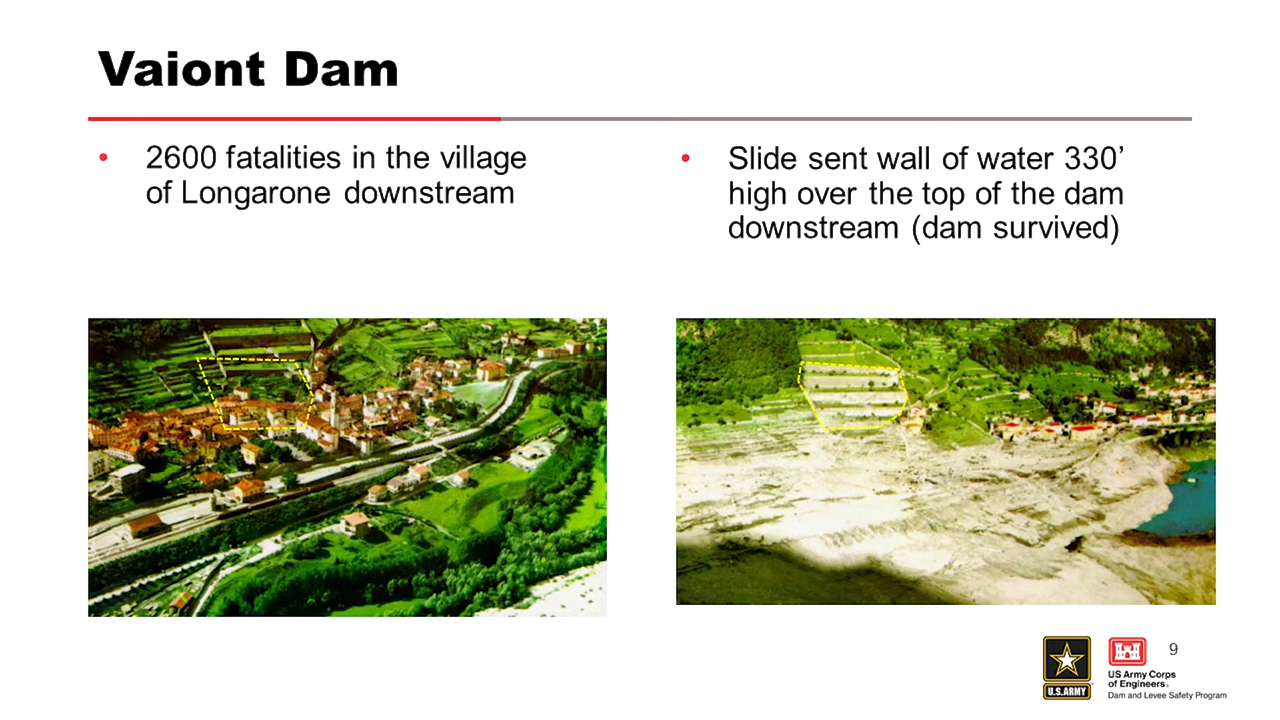 Vaiont Dam
• 2600 fatalities in the village
of Longarone downstream
• Slide sent wall of water 330’
high over the top of the dam
downstream (dam survived)
U.S.ARMY
US Army Corps
of Engineers®
Dam and Levee Safety Program
9